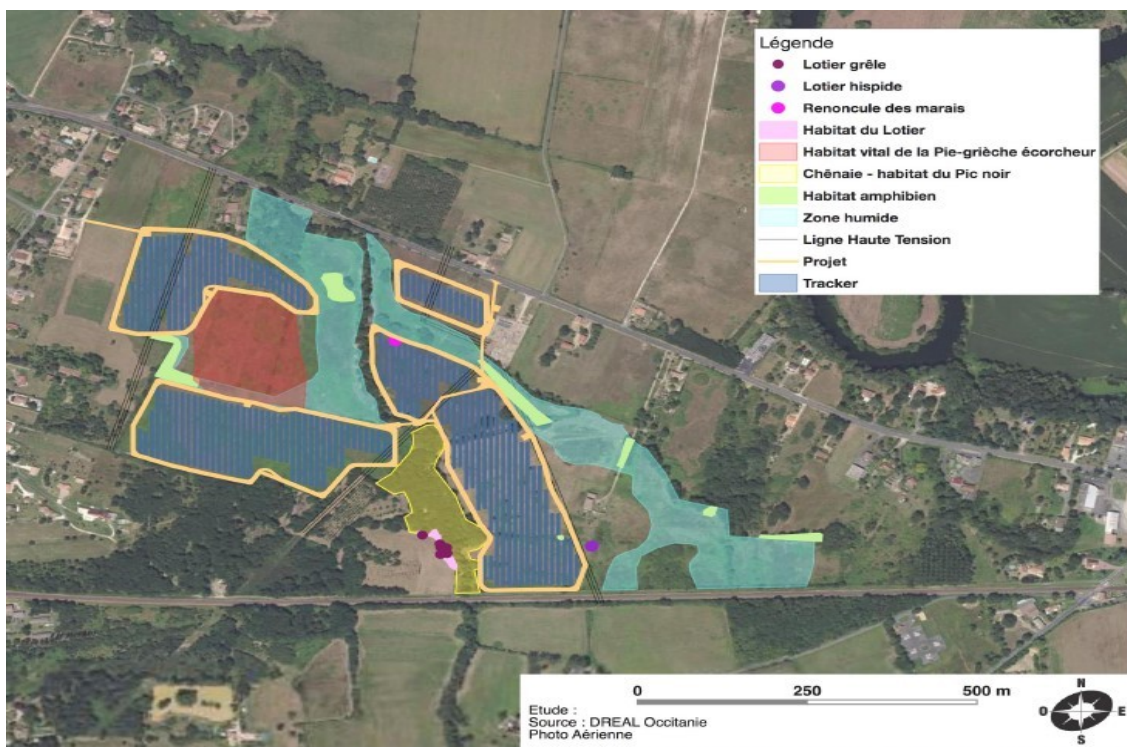 Légende
Lotier grêle
Lotier hispide
Renoncule des marais
Habitat du Lotier
Habitat vital de la Pie-grièche écorcheur
Chênaie - habitat du Pic noir
Habitat amphibien
Zone humide
Ligne Haute Tension
Projet
Tracker
0 250 500 m
Etude :
Source : DREAL Occitanie
Photo Aérienne
N
O E
S